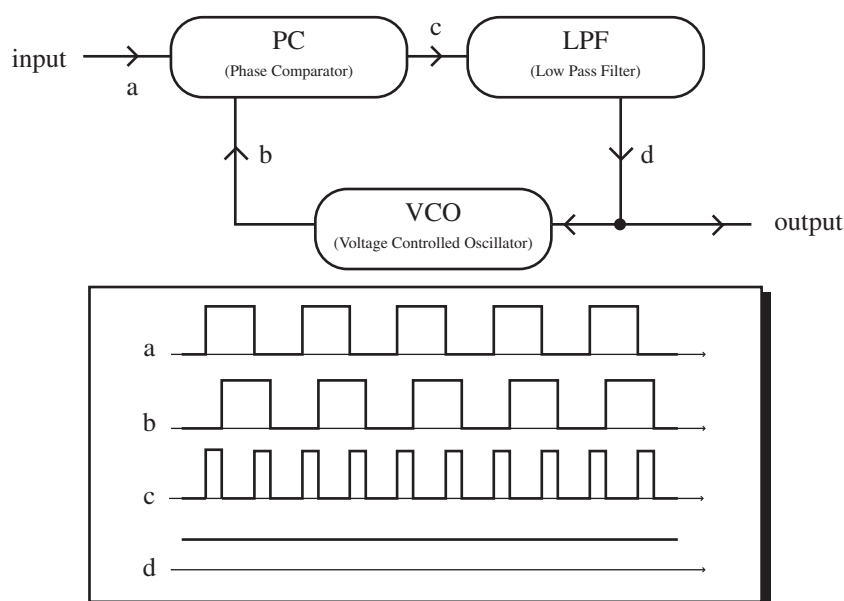 PC
(Phase Comparator)
c
LPF
(Low Pass Filter)
input
a
b
d
VCO
(Voltage Controlled Oscillator)
output
a
b
c
d